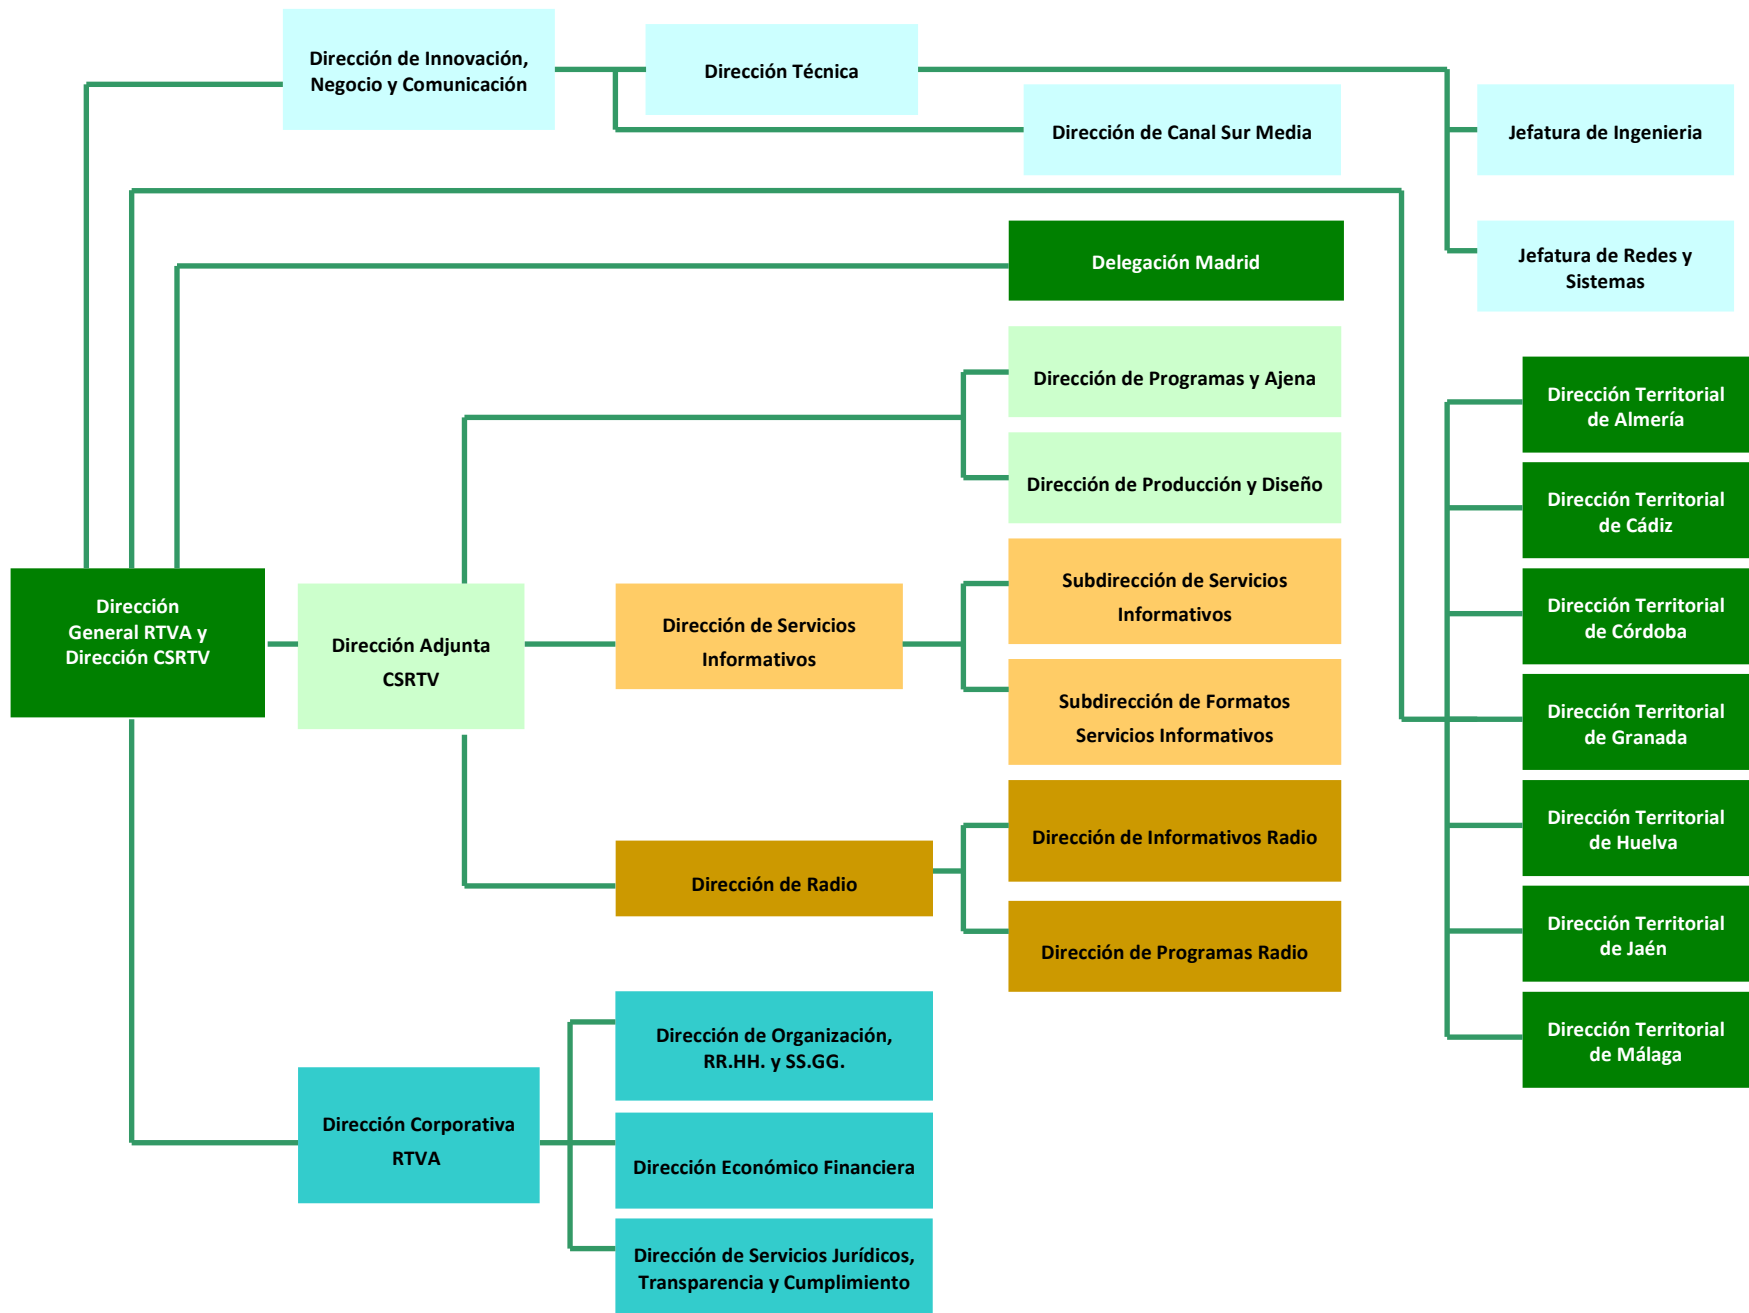 Dirección de Innovación,
Negocio y Comunicación
Dirección Técnica
Dirección de Canal Sur Media
Jefatura de Ingenieria
Jefatura de Redes y
Sistemas
Delegación Madrid
Dirección de Programas y Ajena
Dirección de Producción y Diseño
Dirección
General RTVA y
Dirección CSRTV
Dirección Adjunta
CSRTV
Dirección de Servicios
Informativos
Subdirección de Servicios
Informativos
Subdirección de Formatos
Servicios Informativos
Dirección de Radio
Dirección de Informativos Radio
Dirección de Programas Radio
Dirección Territorial
de Almería
Dirección Territorial
de Cádiz
Dirección Territorial
de Córdoba
Dirección Territorial
de Granada
Dirección Territorial
de Huelva
Dirección Territorial
de Jaén
Dirección Territorial
de Málaga
Dirección Corporativa
RTVA
Dirección de Organización,
RR.HH. y SS.GG.
Dirección Económico Financiera
Dirección de Servicios Jurídicos,
Transparencia y Cumplimiento